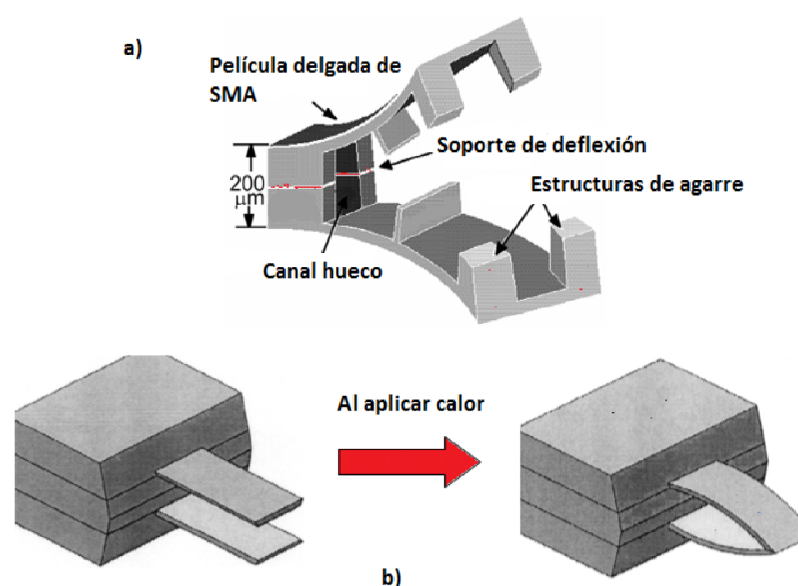 a)
Película delgada de
SMA
Soporte de deflexión
200
μm
Estructuras de agarre
Canal hueco
Al aplicar calor
b)